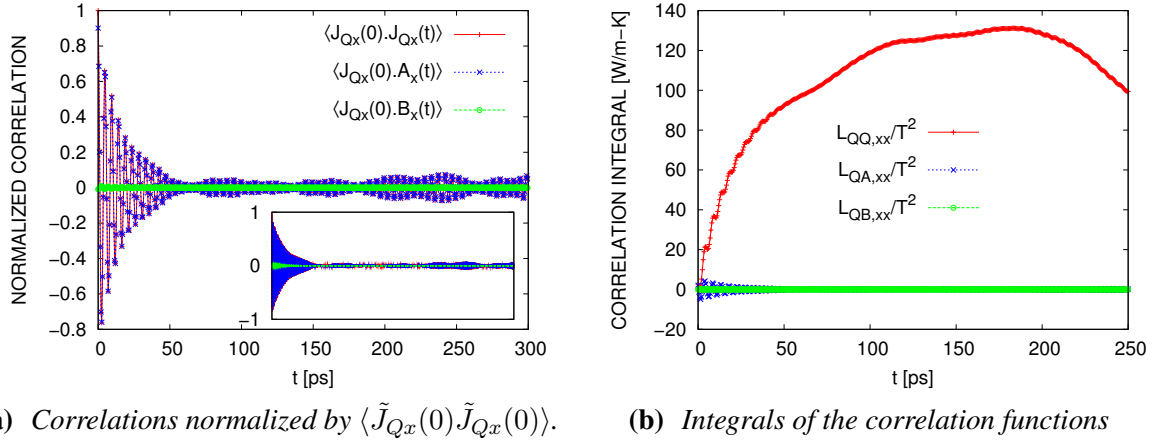 NORMALIZED CORRELATION
1
0.8
0.6
0.4
0.2
0
−0.2
−0.4
−0.6
−0.8
⟨J_Qx(0).J_Qx(t)⟩
⟨J_Qx(0).A_x(t)⟩
⟨J_Qx(0).B_x(t)⟩
1
0
−1
0 50 100 150 200 250 300
t [ps]
CORRELATION INTEGRAL [W/m−K]
140
120
100
80
60
40
20
0
−20
L_QQ,xx/T²
L_QA,xx/T²
L_QB,xx/T²
0 50 100 150 200 250
t [ps]
) Correlations normalized by ⟨J̃_Qx(0)J̃_Qx(0)⟩.
(b) Integrals of the correlation functions